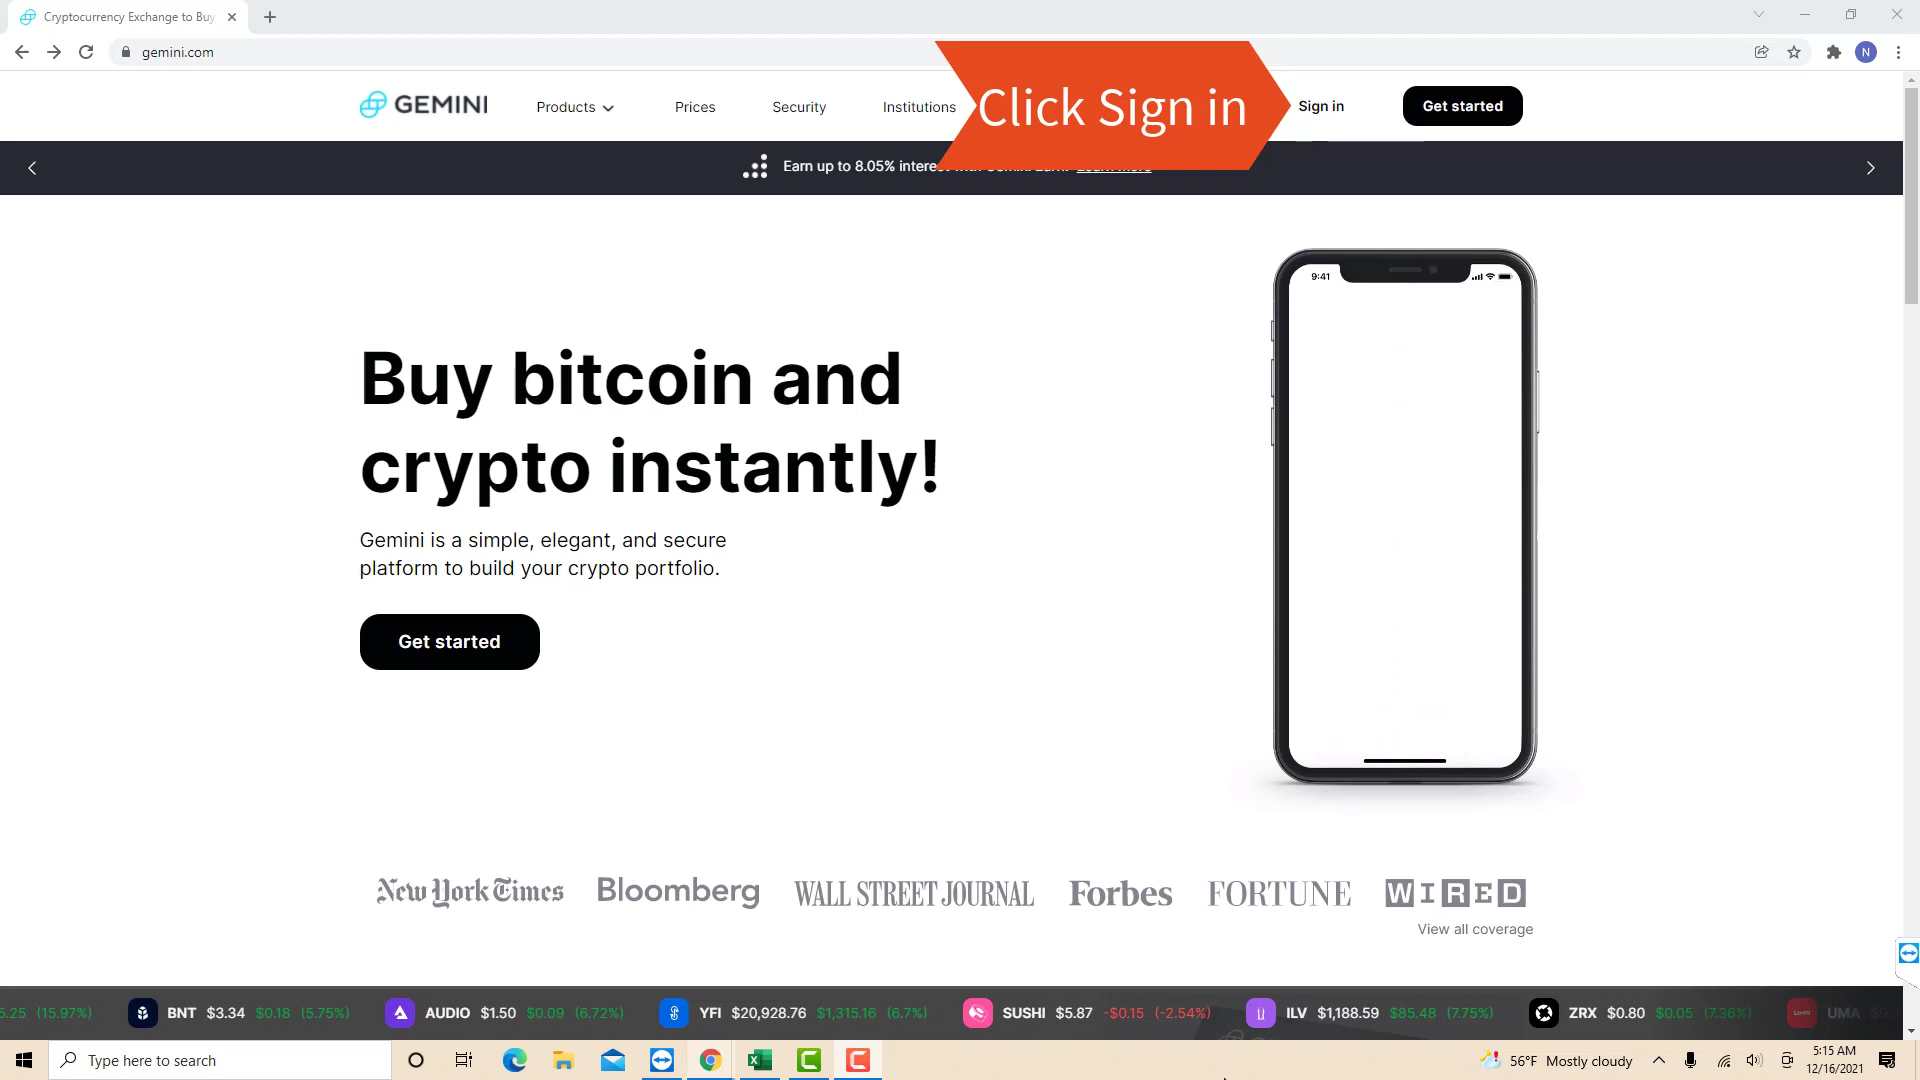 Cryptocurrency Exchange to Buy
gemini.com
N
GEMINI
Products
Prices
Security
Institutions
Click Sign in
Sign in
Get started
Earn up to 8.05%
9:41
Buy bitcoin and
crypto instantly!
Gemini is a simple, elegant, and secure
platform to build your crypto portfolio.
Get started
New York Times
Bloomberg
WALL STREET JOURNAL
Forbes
FORTUNE
WIRED
View all coverage
5.25 (15.97%)
BNT $3.34 $0.18 (5.75%)
AUDIO $1.50 $0.09 (6.72%)
YFI $20,928.76 $1,315.16 (6.7%)
SUSHI $5.87 -$0.15 (-2.54%)
ILV $1,188.59 $85.48 (7.75%)
ZRX $0.80 $0.05 (7.36%)
UMA
Type here to search
56°F Mostly cloudy
5:15 AM
12/16/2021